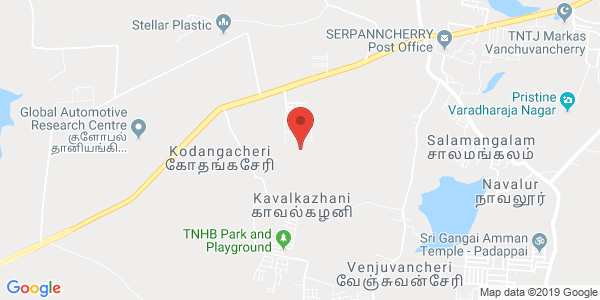 Stellar Plastic
SERPANNCHERRY
Post Office
TNTJ Markas
Vanchuvancherry
Global Automotive
Research Centre
குளோபல்
தானியங்கி...
Pristine
Varadharaja Nagar
Kodangacheri
கோதங்கசேரி
Salamangalam
சாலமங்கலம்
Kavalkazhani
காவல்கழனி
Navalur
நாவலூர்
TNHB Park and
Playground
Sri Gangai Amman
Temple - Padappai
Venjuvancheri
வேஞ்சுவன்சேரி
Google
Map data ©2019 Google